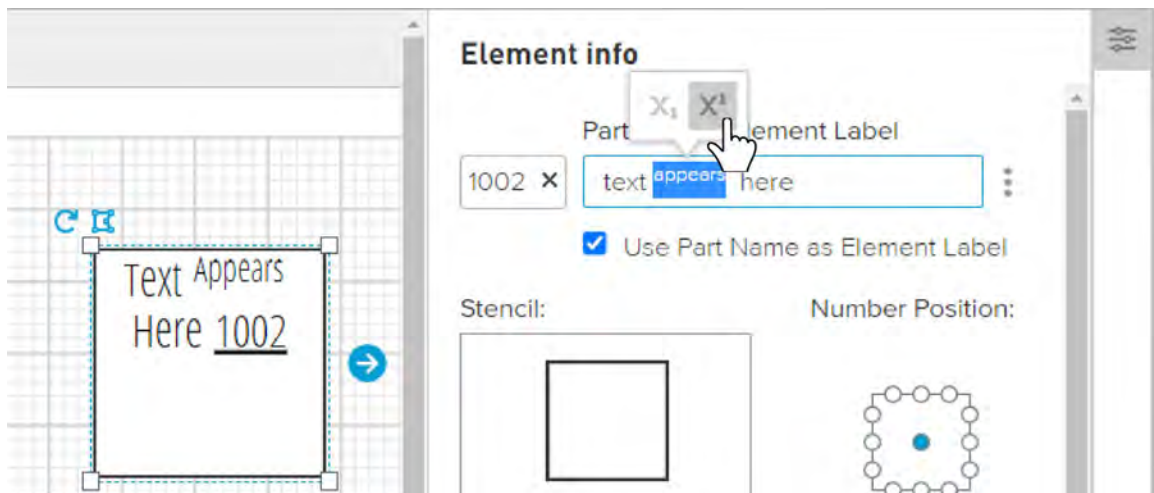 Element info
X₁ X¹
Part ement Label
1002 × text appears here
Use Part Name as Element Label
Text Appears
Here 1002
Stencil: Number Position: